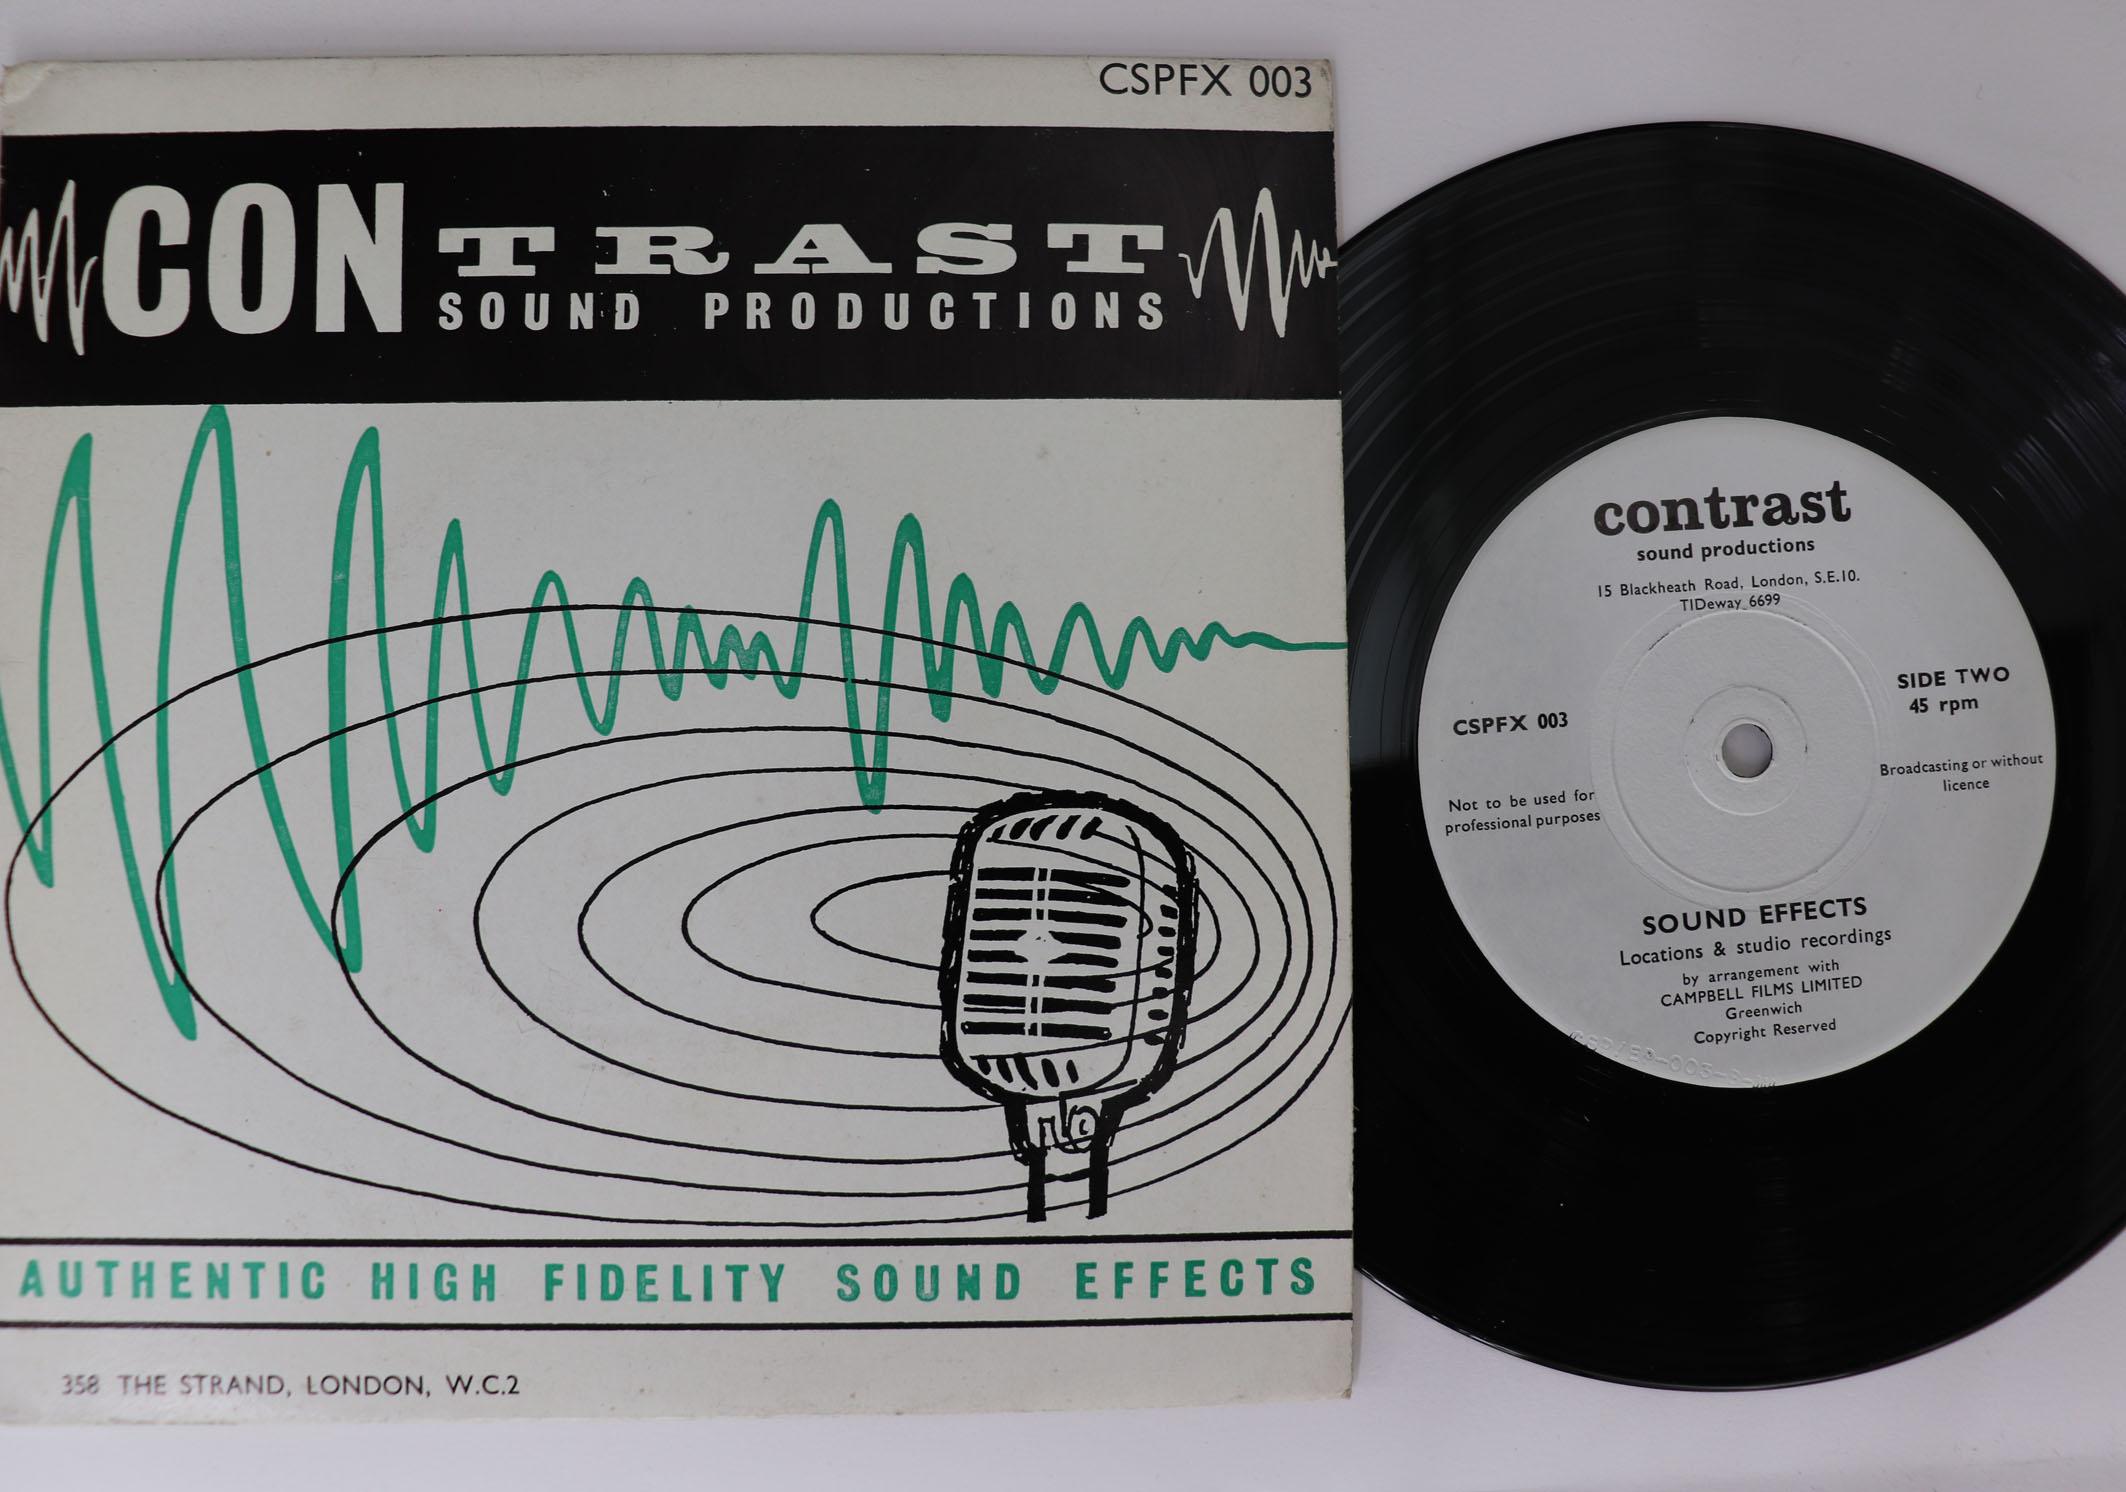 CSPFX 003
CONTRAST
SOUND PRODUCTIONS
AUTHENTIC HIGH FIDELITY SOUND EFFECTS
358 THE STRAND, LONDON, W.C.2
contrast
sound productions
15 Blackheath Road, London, S.E.10.
TIDeway 6699
SIDE TWO
45 rpm
CSPFX 003
Broadcasting or without
licence
Not to be used for
professional purposes
SOUND EFFECTS
Locations & studio recordings
by arrangement with
CAMPBELL FILMS LIMITED
Greenwich
Copyright Reserved